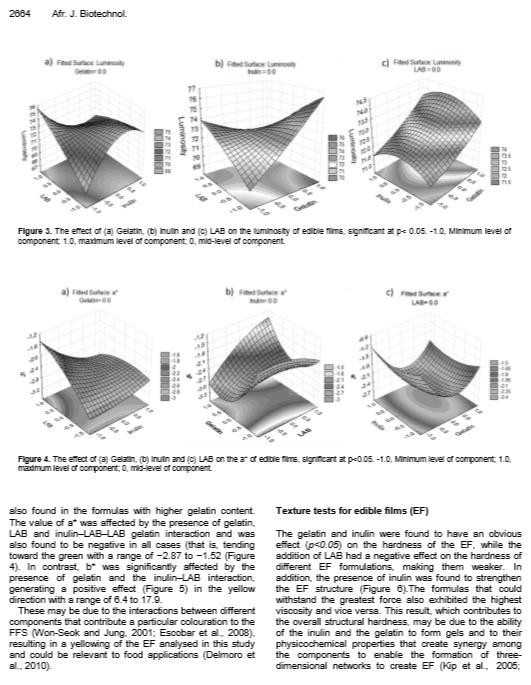 2664 Afr. J. Biotechnol.
a) Fitted Surface: Luminosity
Gelatin= 0.0
b) Fitted Surface: Luminosity
Inulin = 0.0
c) Fitted Surface: Luminosity
LAB = 0.0
Luminosity
LAB
Inulin
Luminosity
LAB
Gelatin
Luminosity
Inulin
Gelatin
Figure 3. The effect of (a) Gelatin, (b) Inulin and (c) LAB on the luminosity of edible films, significant at p< 0.05. -1.0, Minimum level of
component; 1.0, maximum level of component; 0, mid-level of component.
a) Fitted Surface: a*
Gelatin= 0.0
b) Fitted Surface: a*
Inulin= 0.0
c) Fitted Surface: a*
LAB= 0.0
LAB
Inulin
Gelatin
LAB
Inulin
Gelatin
Figure 4. The effect of (a) Gelatin, (b) Inulin and (c) LAB on the a* of edible films, significant at p<0.05. -1.0, Minimum level of component; 1.0,
maximum level of component; 0, mid-level of component.
also found in the formulas with higher gelatin content.
The value of a* was affected by the presence of gelatin,
LAB and inulin–LAB–LAB gelatin interaction and was
also found to be negative in all cases (that is, tending
toward the green with a range of −2.87 to −1.52 (Figure
4). In contrast, b* was significantly affected by the
presence of gelatin and the inulin–LAB interaction,
generating a positive effect (Figure 5) in the yellow
direction with a range of 6.4 to 17.9.
These may be due to the interactions between different
components that contribute a particular colouration to the
FFS (Won-Seok and Jung, 2001; Escobar et al., 2008),
resulting in a yellowing of the EF analysed in this study
and could be relevant to food applications (Delmoro et
al., 2010).
Texture tests for edible films (EF)
The gelatin and inulin were found to have an obvious
effect (p<0.05) on the hardness of the EF, while the
addition of LAB had a negative effect on the hardness of
different EF formulations, making them weaker. In
addition, the presence of inulin was found to strengthen
the EF structure (Figure 6).The formulas that could
withstand the greatest force also exhibited the highest
viscosity and vice versa. This result, which contributes to
the overall structural hardness, may be due to the ability
of the inulin and the gelatin to form gels and to their
physicochemical properties that create synergy among
the components to enable the formation of three-
dimensional networks to create EF (Kip et al., 2005;